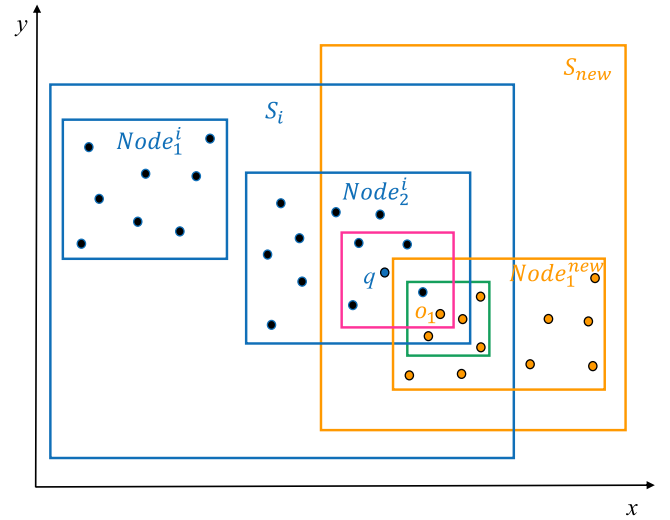 y
S_new
S_i
Node_1^i
Node_2^i
Node_1^new
q
o_1
x